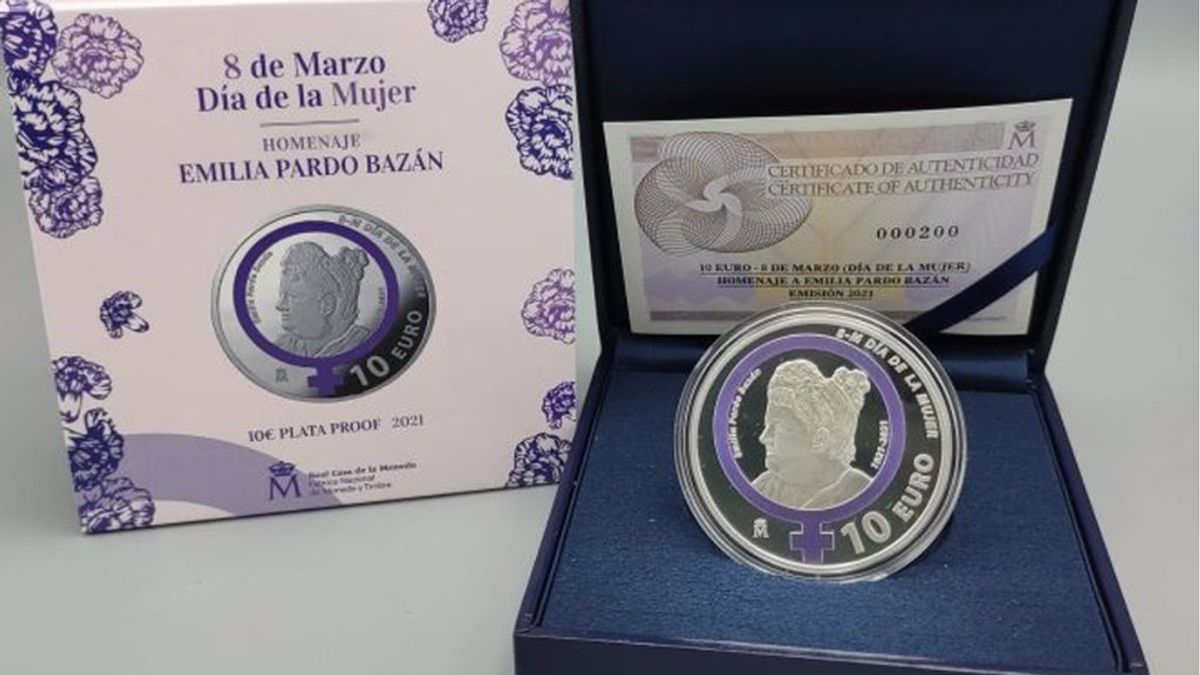 8 de Marzo
Día de la Mujer
HOMENAJE
EMILIA PARDO BAZÁN
Emilia Pardo Bazán
8-M DÍA DE LA MUJER
2021
M
10 EURO
10€ PLATA PROOF 2021
M
Real Casa de la Moneda
Fábrica Nacional
de Moneda y Timbre
M
CERTIFICADO DE AUTENTICIDAD
CERTIFICATE OF AUTHENTICITY
000200
10 EURO - 8 DE MARZO (DÍA DE LA MUJER)
HOMENAJE A EMILIA PARDO BAZÁN
EMISIÓN 2021
Emilia Pardo Bazán
8-M DÍA DE LA MUJER
M
10 EURO